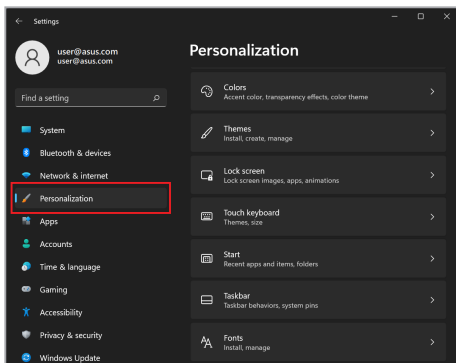 Settings
user@asus.com
user@asus.com
Find a setting
System
Bluetooth & devices
Network & internet
Personalization
Apps
Accounts
Time & language
Gaming
Accessibility
Privacy & security
Windows Update
Personalization
Colors
Accent color, transparency effects, color theme
Themes
Install, create, manage
Lock screen
Lock screen images, apps, animations
Touch keyboard
Themes, size
Start
Recent apps and items, folders
Taskbar
Taskbar behaviors, system pins
Fonts
Install, manage